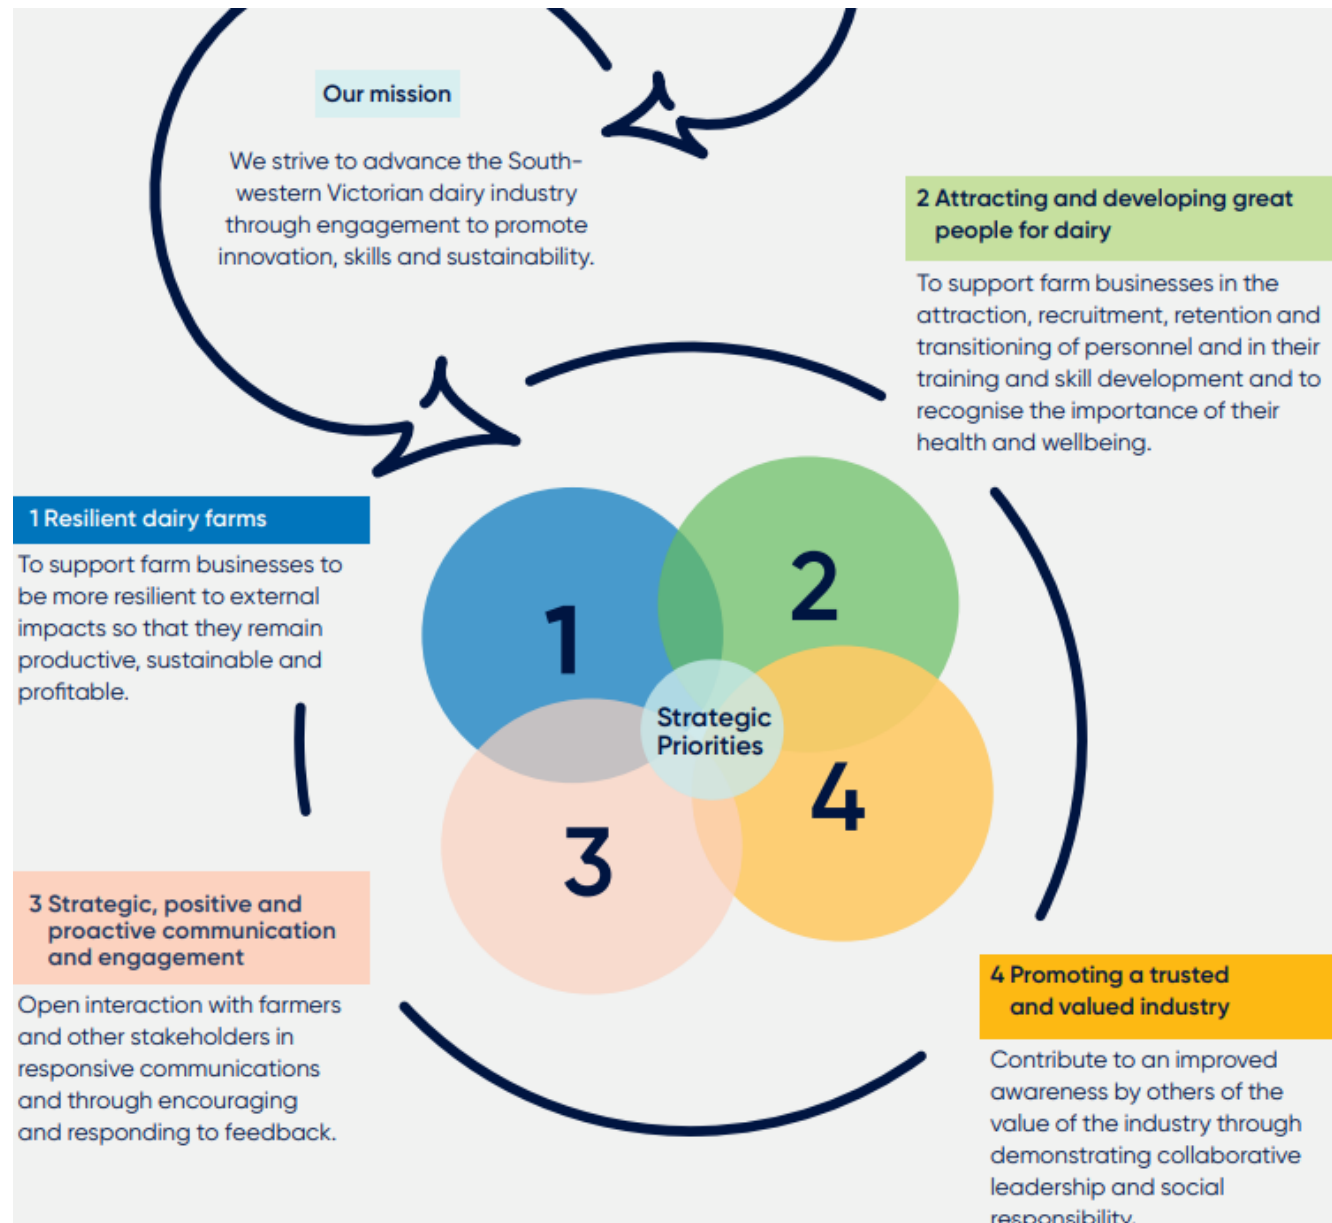 Our mission
We strive to advance the South-
western Victorian dairy industry
through engagement to promote
innovation, skills and sustainability.
2 Attracting and developing great
people for dairy
To support farm businesses in the
attraction, recruitment, retention and
transitioning of personnel and in their
training and skill development and to
recognise the importance of their
health and wellbeing.
1 Resilient dairy farms
To support farm businesses to
be more resilient to external
impacts so that they remain
productive, sustainable and
profitable.
1
2
Strategic
Priorities
3
4
3 Strategic, positive and
proactive communication
and engagement
Open interaction with farmers
and other stakeholders in
responsive communications
and through encouraging
and responding to feedback.
4 Promoting a trusted
and valued industry
Contribute to an improved
awareness by others of the
value of the industry through
demonstrating collaborative
leadership and social
responsibility.